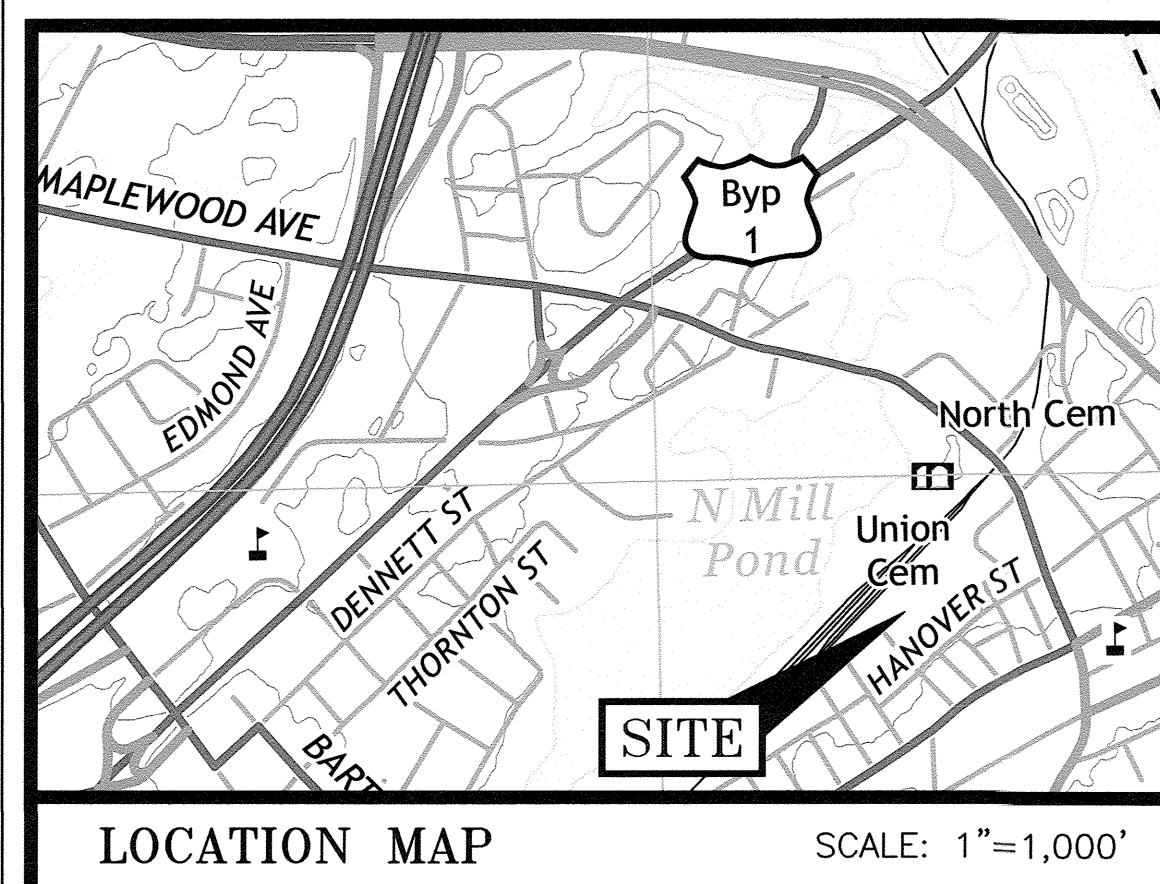 MAPLEWOOD AVE
Byp
1
EDMOND AVE
North Cem
N Mill
Pond
Union
Cem
DENNETT ST
THORNTON ST
HANOVER ST
SITE
BART
LOCATION MAP
SCALE: 1"=1,000'